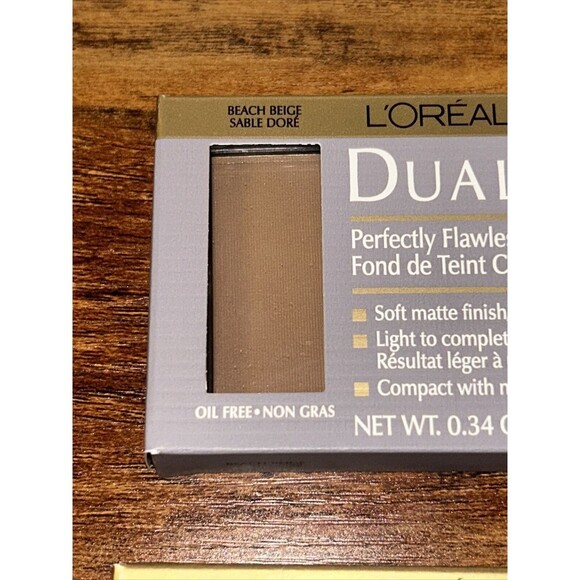 BEACH BEIGE
SABLE DORÉ
L'ORÉAL
DUAL
Perfectly Flawles
Fond de Teint C
Soft matte finish,
Light to complet
Résultat léger à
Compact with m
OIL FREE • NON GRAS
NET WT. 0.34 O